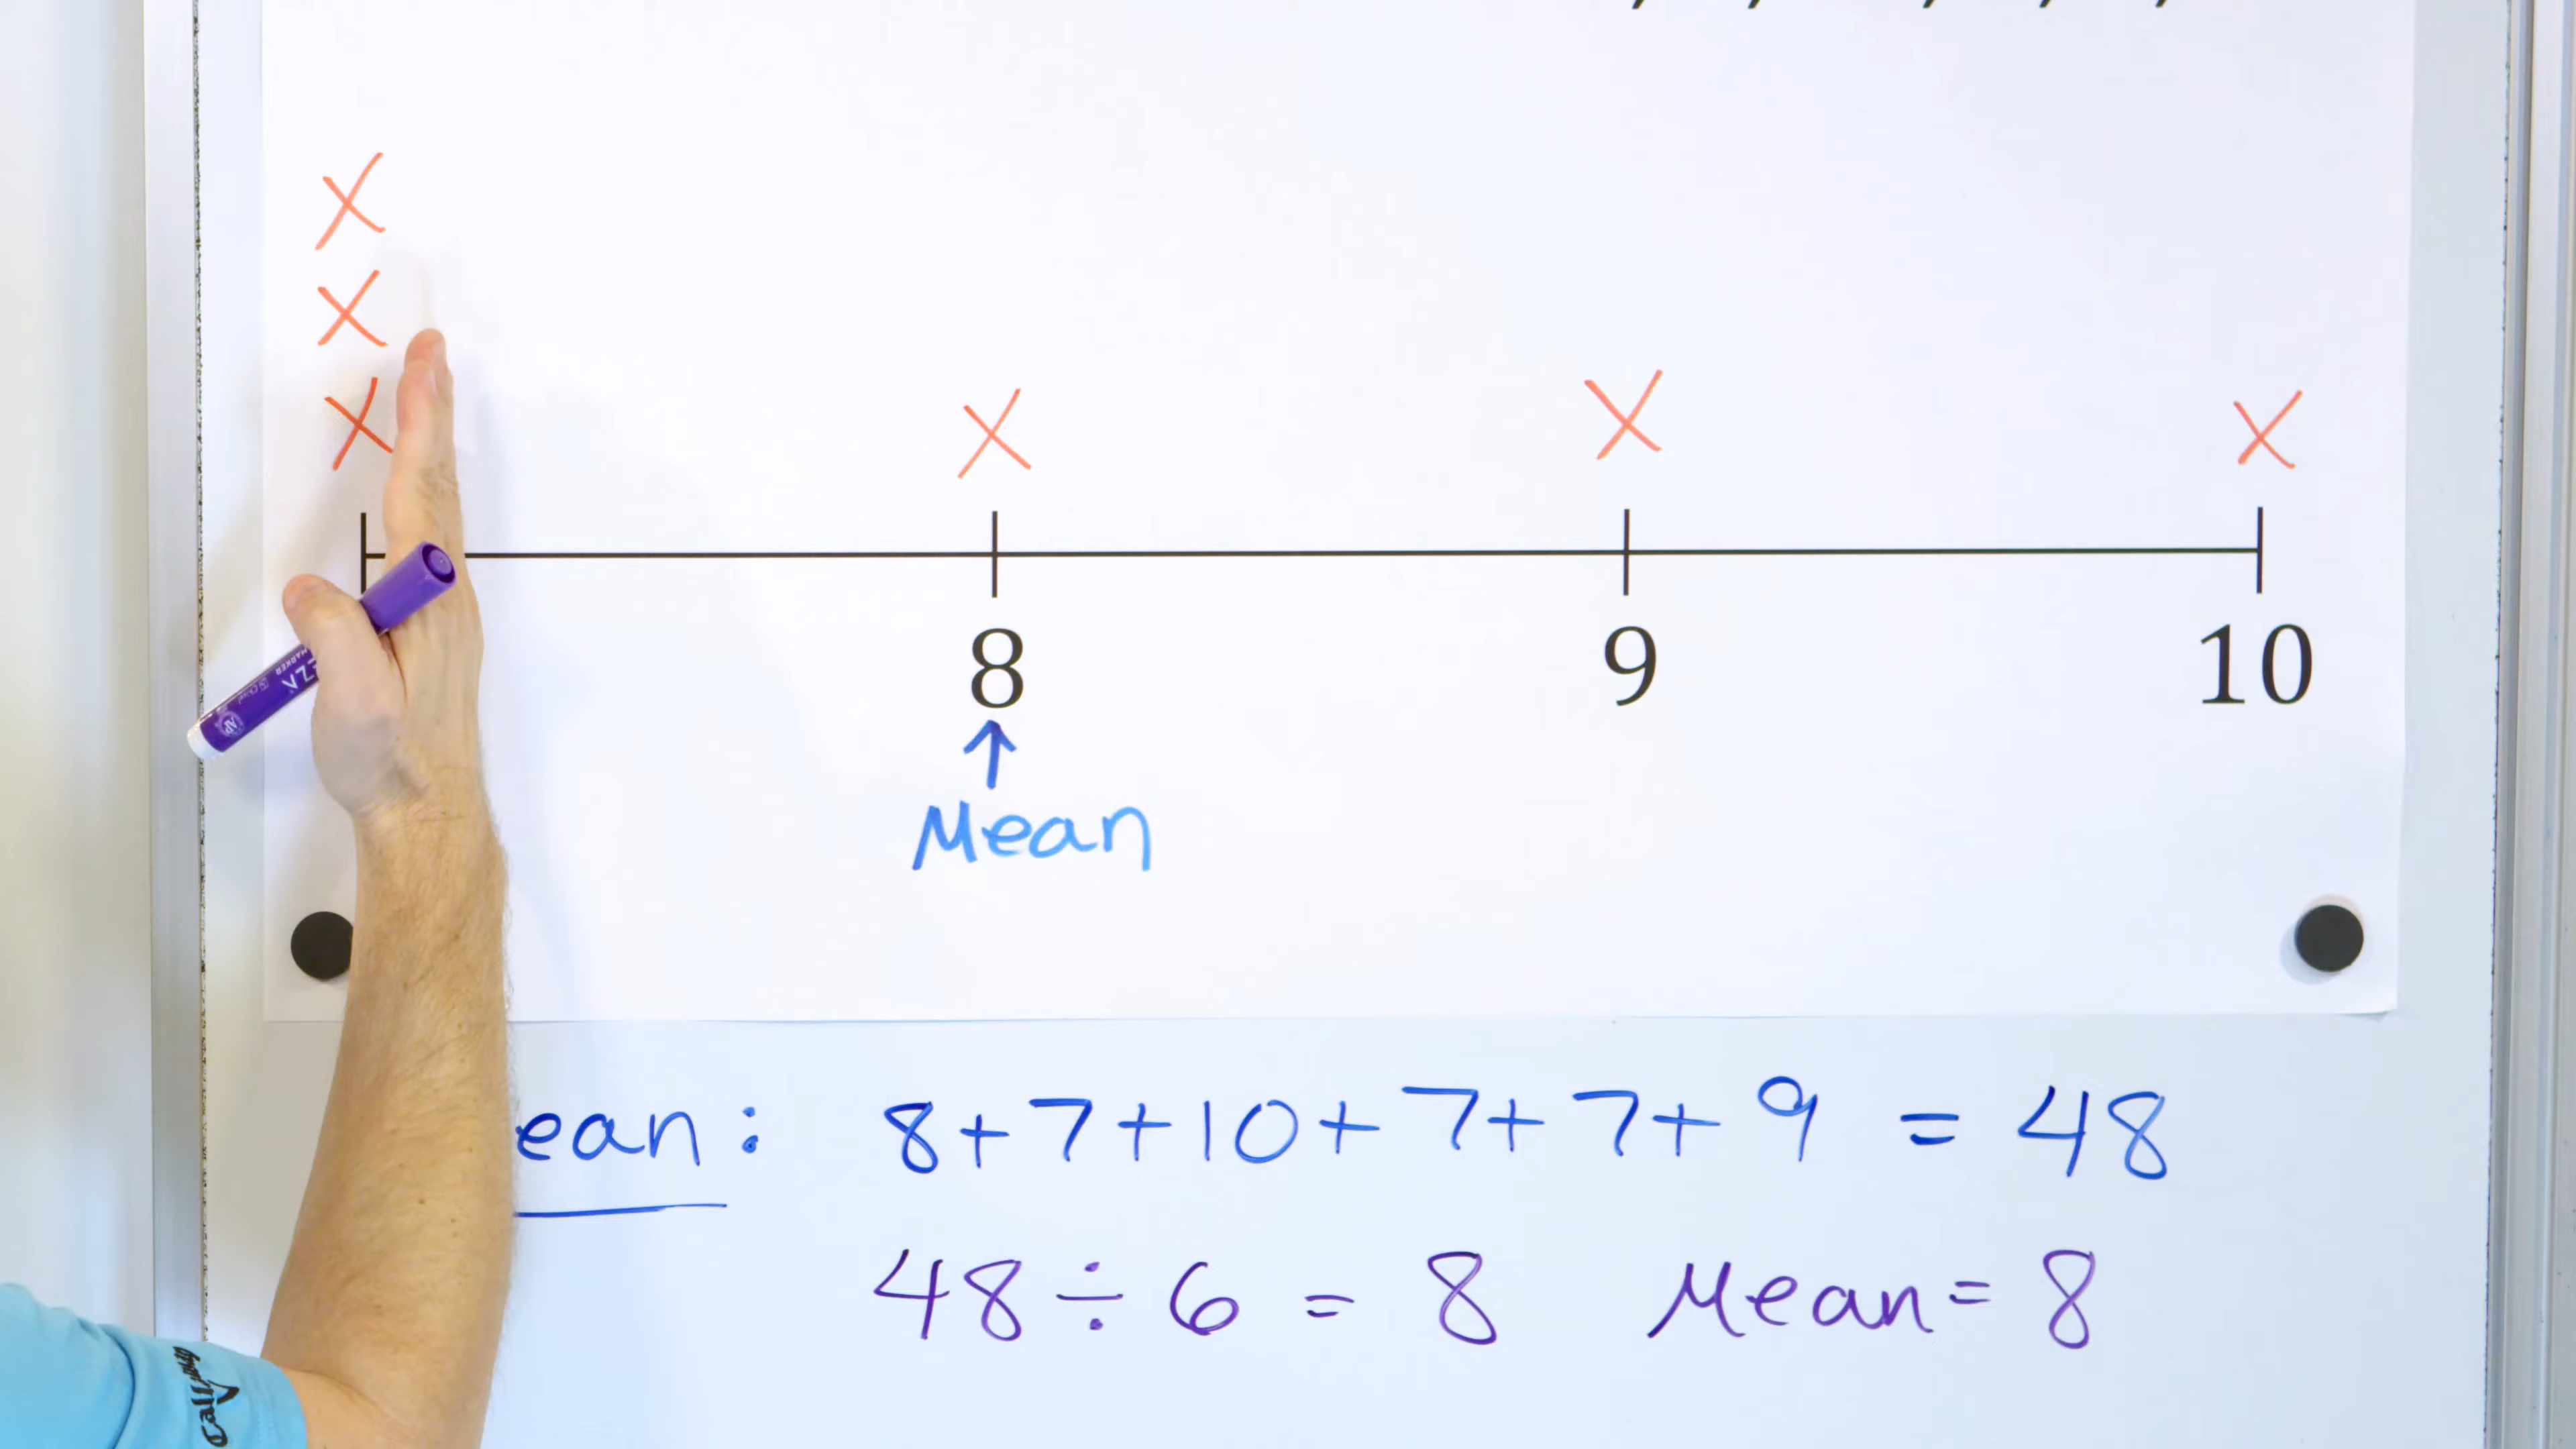 X
X
X X X X
8 9 10
↑
Mean
ean: 8+7+10+7+7+9 = 48
48÷6 = 8 Mean=8